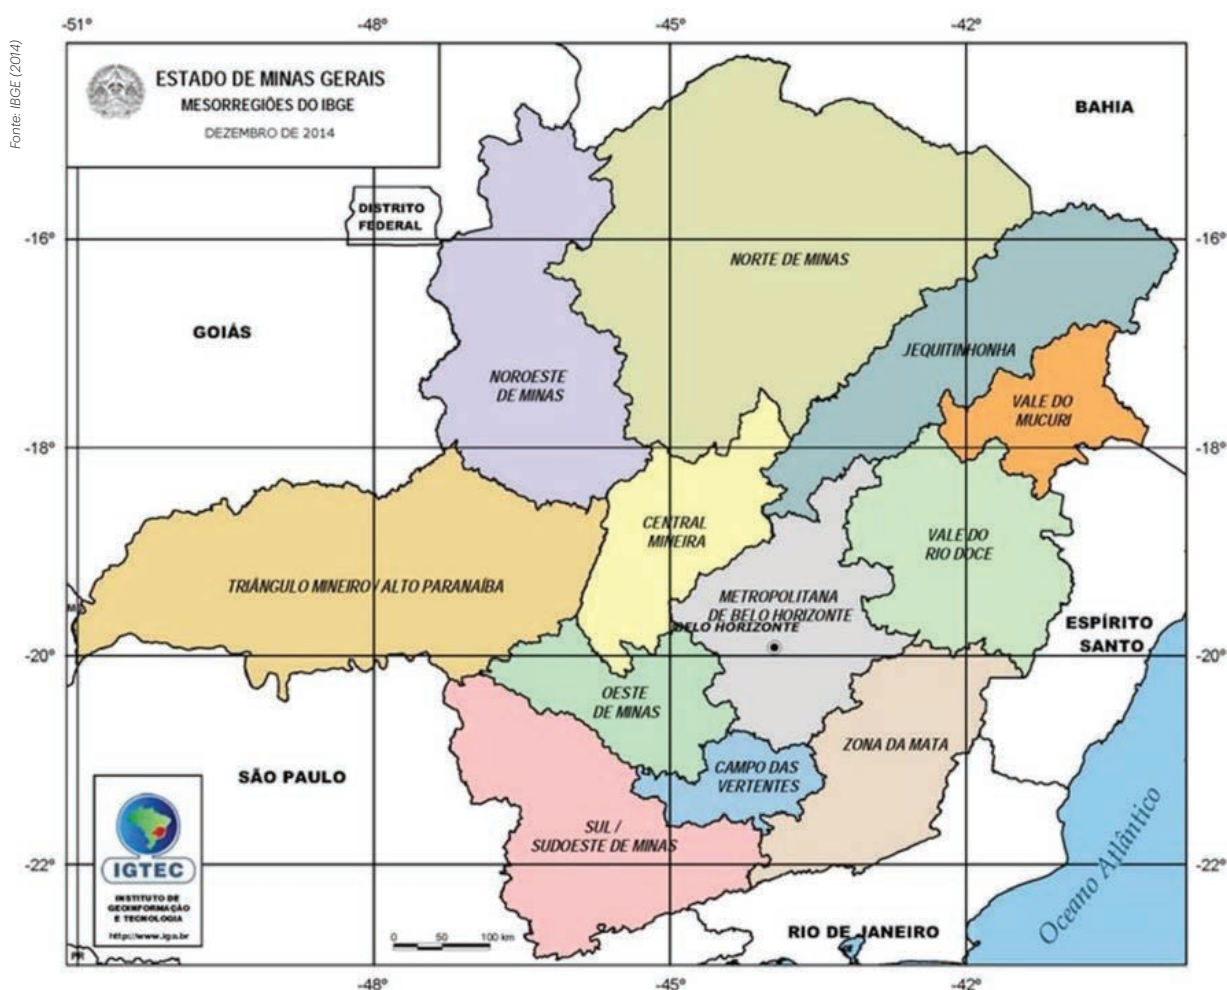 -51º
-48º
-45º
-42º
Fonte: IBGE (2014)
ESTADO DE MINAS GERAIS
MESORREGIÕES DO IBGE
DEZEMBRO DE 2014
BAHIA
DISTRITO
FEDERAL
-16º
-16º
NORTE DE MINAS
GOIÁS
JEQUITINHONHA
NOROESTE
DE MINAS
VALE DO
MUCURI
-18º
-18º
CENTRAL
MINEIRA
VALE DO
RIO DOCE
TRIÂNGULO MINEIRO / ALTO PARANAÍBA
METROPOLITANA
DE BELO HORIZONTE
BELO HORIZONTE
ESPÍRITO
SANTO
-20º
-20º
OESTE
DE MINAS
ZONA DA MATA
SÃO PAULO
CAMPO DAS
VERTENTES
SUL /
SUDOESTE DE MINAS
Oceano Atlântico
-22º
-22º
IGTEC
INSTITUTO DE
GEOINFORMAÇÃO
E TECNOLOGIA
0 50 100 km
RIO DE JANEIRO
PR
-48º
-45º
-42º